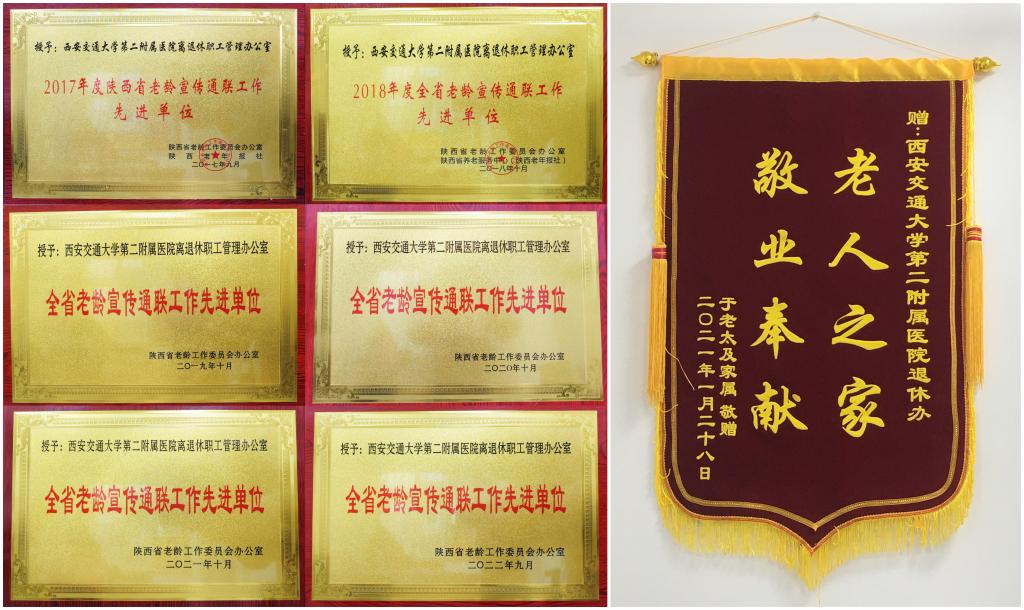 授予：西安交通大学第二附属医院离退休职工管理办公室
2017年度陕西省老龄宣传通联工作
先进单位
陕西省老龄工作委员会办公室
陕西老年报社
二〇一七年九月
授予：西安交通大学第二附属医院离退休职工管理办公室
2018年度全省老龄宣传通联工作
先进单位
陕西省老龄工作委员会办公室
陕西省养老服务中心（陕西老年报社）
二〇一八年十月
授予：西安交通大学第二附属医院离退休职工管理办公室
全省老龄宣传通联工作先进单位
陕西省老龄工作委员会办公室
二〇一九年十月
授予：西安交通大学第二附属医院离退休职工管理办公室
全省老龄宣传通联工作先进单位
陕西省老龄工作委员会办公室
二〇二〇年十月
授予：西安交通大学第二附属医院离退休职工管理办公室
全省老龄宣传通联工作先进单位
陕西省老龄工作委员会办公室
二〇二一年十月
授予：西安交通大学第二附属医院离退休职工管理办公室
全省老龄宣传通联工作先进单位
陕西省老龄工作委员会办公室
二〇二二年九月
赠：西安交通大学第二附属医院退休办
老人之家
敬业奉献
于老太及家属 敬赠
二〇二一年一月二十八日